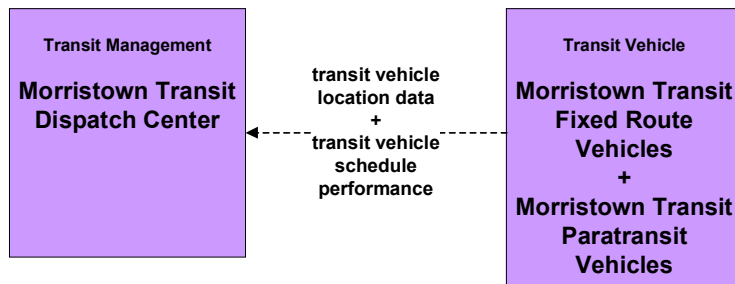 Transit Management
Morristown Transit
Dispatch Center
transit vehicle
location data
+
transit vehicle
schedule
performance
Transit Vehicle
Morristown Transit
Fixed Route
Vehicles
+
Morristown Transit
Paratransit
Vehicles